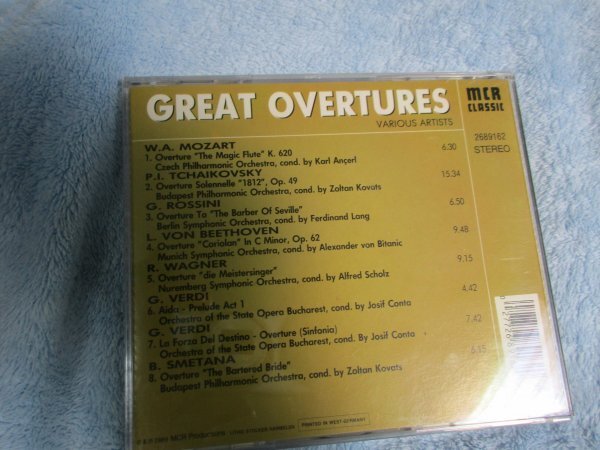 GREAT OVERTURES
VARIOUS ARTISTS
MCR
CLASSIC
2689162
STEREO
W.A. MOZART
1. Overture "The Magic Flute" K. 620 6,30
Czech Philharmonic Orchestra, cond. by Karl Ançerl
P.I. TCHAIKOVSKY
2. Overture Solennelle "1812", Op. 49 15,34
Budapest Philharmonic Orchestra, cond. by Zoltan Kovats
G. ROSSINI
3. Overture To "The Barber Of Seville" 6,50
Berlin Symphonic Orchestra, cond. by Ferdinand Lang
L. VON BEETHOVEN
4. Overture "Coriolan" In C Minor, Op. 62 9,48
Munich Symphonic Orchestra, cond. by Alexander von Bitanic
R. WAGNER
5. Overture "die Meistersinger" 9,15
Nuremberg Symphonic Orchestra, cond. by Alfred Scholz
G. VERDI
6. Aida - Prelude Act 1 4,42
Orchestra of the State Opera Bucharest, cond. by Josif Conta
G. VERDI
7. La Forza Del Destino - Overture (Sinfonia) 7,42
Orchestra of the State Opera Bucharest, cond. By Josif Conta
B. SMETANA
8. Overture "The Bartered Bride" 6,15
Budapest Philharmonic Orchestra, cond. by Zoltan Kovats
MCR Productions
PRINTED IN WEST-GERMANY